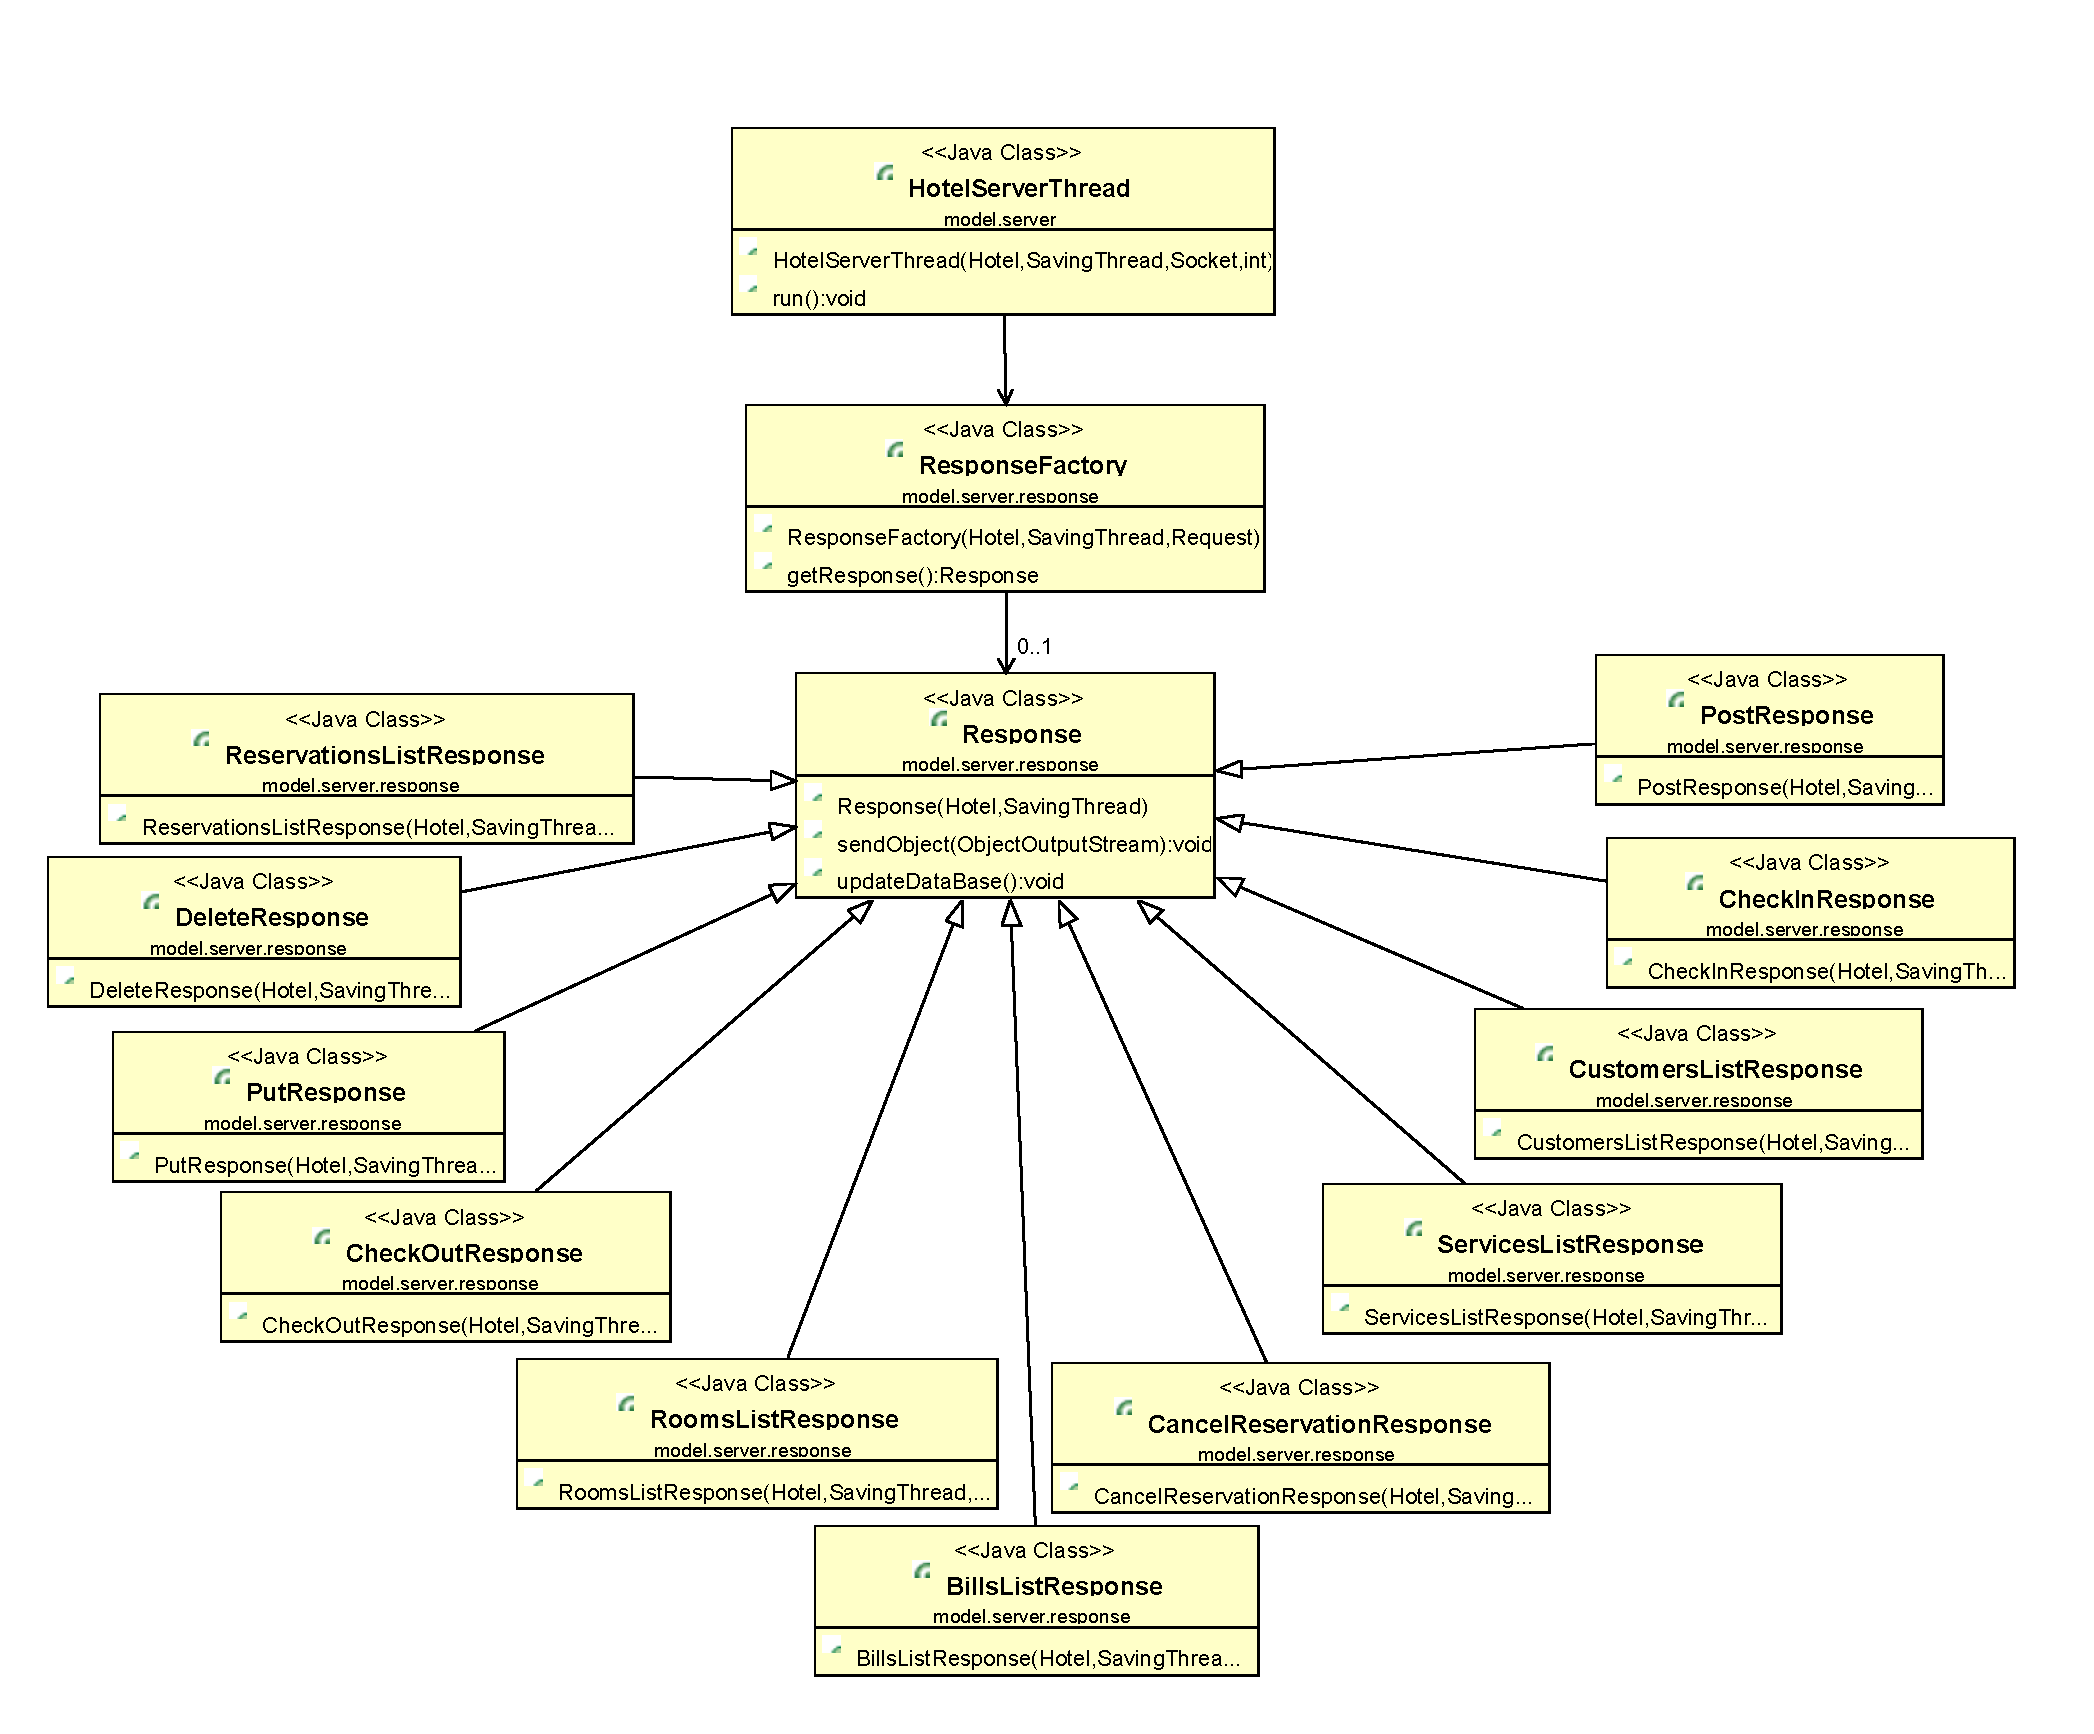 <<Java Class>>
HotelServerThread
model.server
HotelServerThread(Hotel,SavingThread,Socket,int)
run():void
<<Java Class>>
ResponseFactory
model.server.response
ResponseFactory(Hotel,SavingThread,Request)
getResponse():Response
0..1
<<Java Class>>
Response
model.server.response
Response(Hotel,SavingThread)
sendObject(ObjectOutputStream):void
updateDataBase():void
<<Java Class>>
PostResponse
model.server.response
PostResponse(Hotel,Saving...
<<Java Class>>
ReservationsListResponse
model.server.response
ReservationsListResponse(Hotel,SavingThrea...
<<Java Class>>
CheckInResponse
model.server.response
CheckInResponse(Hotel,SavingTh...
<<Java Class>>
DeleteResponse
model.server.response
DeleteResponse(Hotel,SavingThre...
<<Java Class>>
CustomersListResponse
model.server.response
CustomersListResponse(Hotel,Saving...
<<Java Class>>
PutResponse
model.server.response
PutResponse(Hotel,SavingThrea...
<<Java Class>>
ServicesListResponse
model.server.response
ServicesListResponse(Hotel,SavingThr...
<<Java Class>>
CheckOutResponse
model.server.response
CheckOutResponse(Hotel,SavingThre...
<<Java Class>>
RoomsListResponse
model.server.response
RoomsListResponse(Hotel,SavingThread,...
<<Java Class>>
CancelReservationResponse
model.server.response
CancelReservationResponse(Hotel,Saving...
<<Java Class>>
BillsListResponse
model.server.response
BillsListResponse(Hotel,SavingThrea...